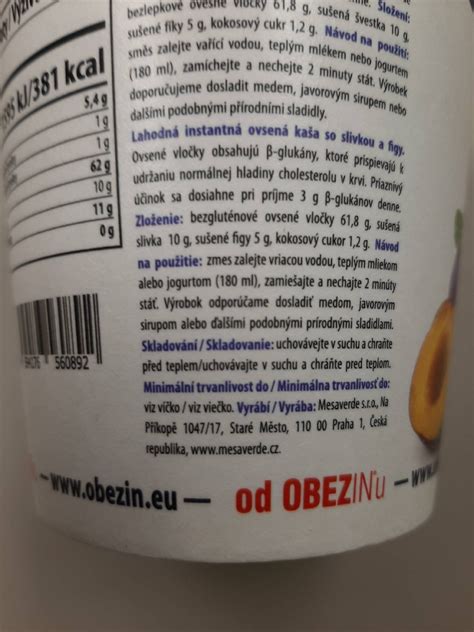 Složení:
bezlepkové ovesné vločky 61,8 g, sušená švestka 10 g,
sušené fíky 5 g, kokosový cukr 1,2 g. Návod na použití:
směs zalejte vařící vodou, teplým mlékem nebo jogurtem
(180 ml), zamíchejte a nechejte 2 minuty stát. Výrobek
doporučujeme dosladit medem, javorovým sirupem nebo
dalšími podobnými přírodními sladidly.
Lahodná instantná ovsená kaša so slivkou a figy.
Ovsené vločky obsahujú β-glukány, ktoré prispievajú k
udržaniu normálnej hladiny cholesterolu v krvi. Priaznivý
účinok sa dosiahne pri príjme 3 g β-glukánov denne.
Zloženie: bezgluténové ovsené vločky 61,8 g, sušená
slivka 10 g, sušené figy 5 g, kokosový cukor 1,2 g. Návod
na použitie: zmes zalejte vriacou vodou, teplým mliekom
alebo jogurtom (180 ml), zamiešajte a nechajte 2 minúty
stáť. Výrobok odporúčame dosladiť medom, javorovým
sirupom alebo ďalšími podobnými prírodnými sladidlami.
Skladování / Skladovanie: uchovávejte v suchu a chraňte
před teplem/uchovávajte v suchu a chráňte pred teplom.
Minimální trvanlivost do / Minimálna trvanlivosť do:
viz víčko / viz viečko. Vyrábí / Vyrába: Mesaverde s.r.o., Na
Příkopě 1047/17, Staré Město, 110 00 Praha 1, Česká
republika, www.mesaverde.cz.
kJ/381 kcal
5,4 g
1 g
1 g
62 g
10 g
11 g
0 g
560892
—www.obezin.eu— od OBEZINu